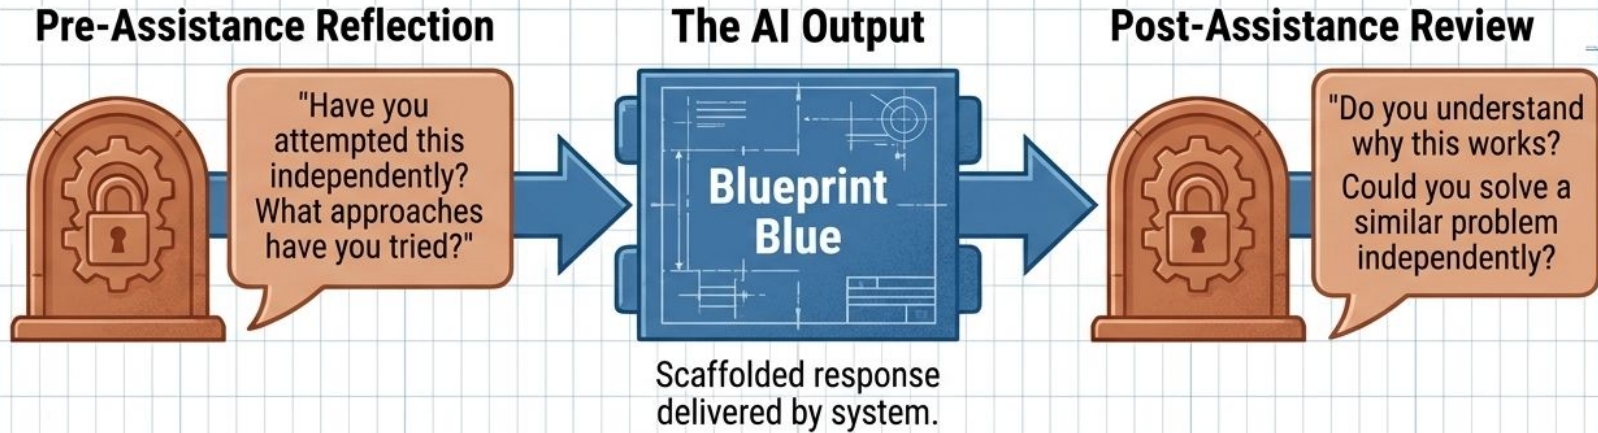 Pre-Assistance Reflection
"Have you
attempted this
independently?
What approaches
have you tried?"
The AI Output
Blueprint
Blue
Scaffolded response
delivered by system.
Post-Assistance Review
"Do you understand
why this works?
Could you solve a
similar problem
independently?